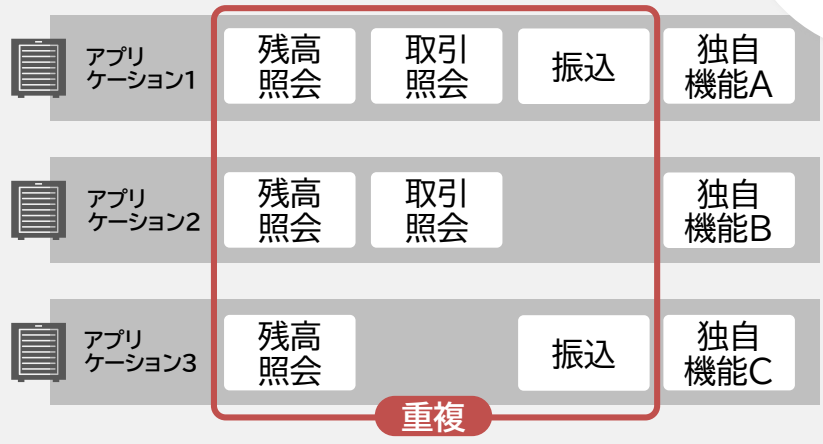 アプリ
ケーション1
残高
照会
取引
照会
振込
独自
機能A
アプリ
ケーション2
残高
照会
取引
照会
独自
機能B
アプリ
ケーション3
残高
照会
振込
独自
機能C
重複